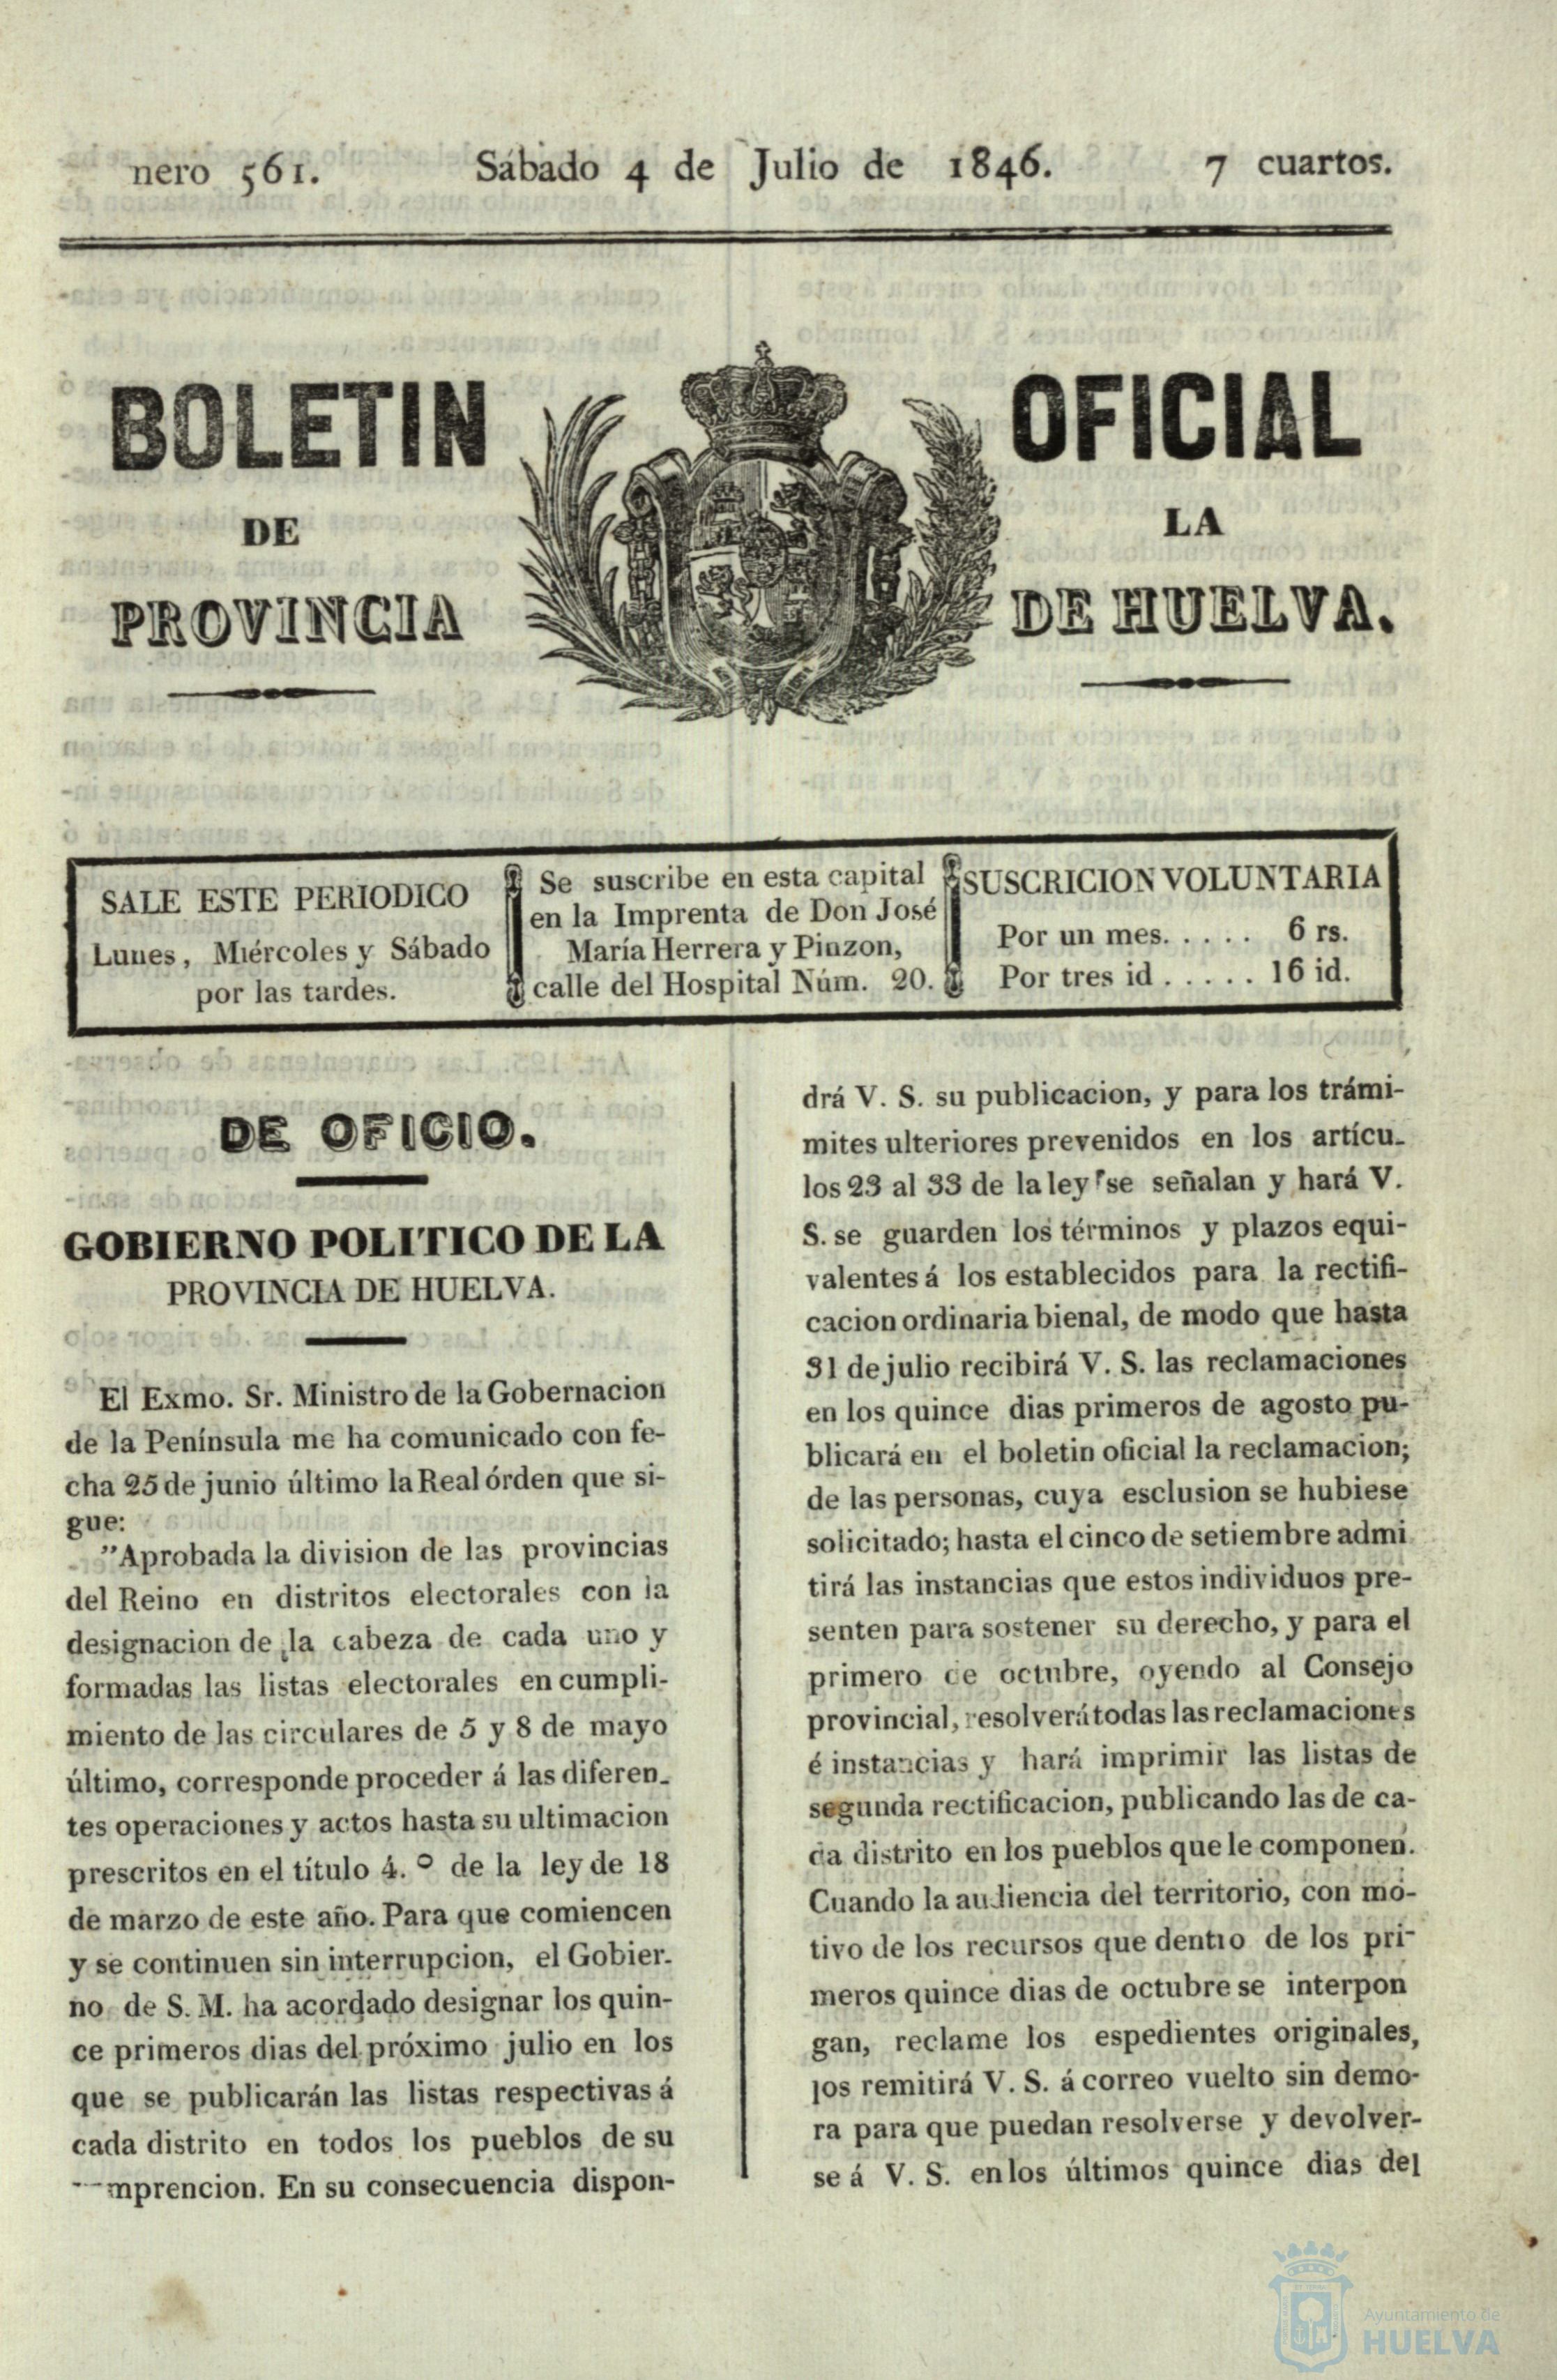 nero 561. Sábado 4 de Julio de 1846. 7 cuartos.
BOLETIN OFICIAL
DE LA
PROVINCIA DE HUELVA.
SALE ESTE PERIODICO
Lunes, Miércoles y Sábado
por las tardes.
Se suscribe en esta capital
en la Imprenta de Don José
María Herrera y Pinzon,
calle del Hospital Núm. 20.
SUSCRICION VOLUNTARIA
Por un mes. . . . . 6 rs.
Por tres id . . . . . 16 id.
DE OFICIO.
GOBIERNO POLITICO DE LA
PROVINCIA DE HUELVA.
El Exmo. Sr. Ministro de la Gobernacion
de la Península me ha comunicado con fe-
cha 25 de junio último la Real órden que si-
gue:
"Aprobada la division de las provincias
del Reino en distritos electorales con la
designacion de la cabeza de cada uno y
formadas las listas electorales en cumpli-
miento de las circulares de 5 y 8 de mayo
último, corresponde proceder á las diferen-
tes operaciones y actos hasta su ultimacion
prescritos en el título 4.º de la ley de 18
de marzo de este año. Para que comiencen
y se continuen sin interrupcion, el Gobier-
no de S. M. ha acordado designar los quin-
ce primeros dias del próximo julio en los
que se publicarán las listas respectivas á
cada distrito en todos los pueblos de su
mprencion. En su consecuencia dispon-
drá V. S. su publicacion, y para los trámi-
mites ulteriores prevenidos en los artícu-
los 23 al 33 de la ley se señalan y hará V.
S. se guarden los términos y plazos equi-
valentes á los establecidos para la rectifi-
cacion ordinaria bienal, de modo que hasta
31 de julio recibirá V. S. las reclamaciones
en los quince dias primeros de agosto pu-
blicará en el boletin oficial la reclamacion;
de las personas, cuya esclusion se hubiese
solicitado; hasta el cinco de setiembre admi
tirá las instancias que estos individuos pre-
senten para sostener su derecho, y para el
primero de octubre, oyendo al Consejo
provincial, resolverá todas las reclamaciones
é instancias y hará imprimir las listas de
segunda rectificacion, publicando las de ca-
da distrito en los pueblos que le componen.
Cuando la audiencia del territorio, con mo-
tivo de los recursos que dentro de los pri-
meros quince dias de octubre se interpon
gan, reclame los espedientes originales,
los remitirá V. S. á correo vuelto sin demo-
ra para que puedan resolverse y devolver-
se á V. S. en los últimos quince dias del
Ayuntamiento de
HUELVA